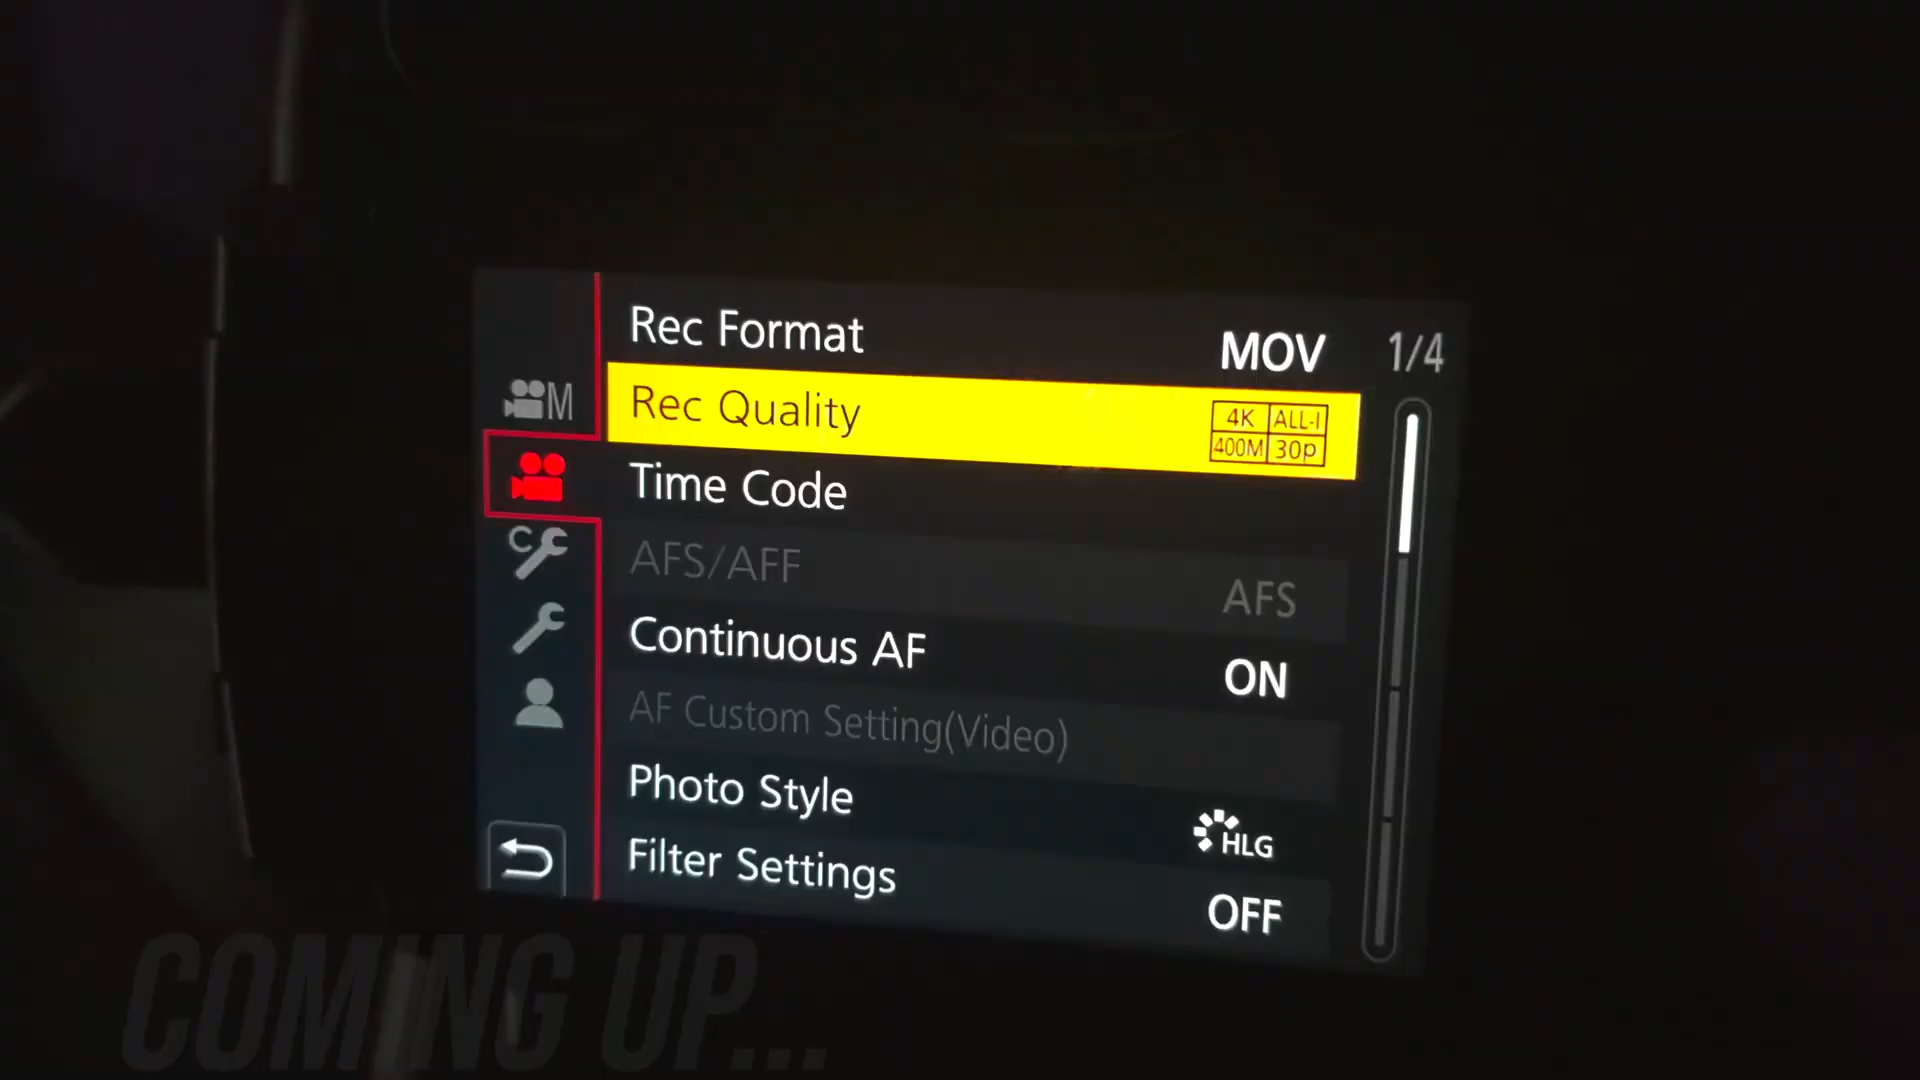 Rec Format MOV 1/4
Rec Quality 4K ALL-I
400M 30p
Time Code
AFS/AFF AFS
Continuous AF ON
AF Custom Setting(Video)
Photo Style HLG
Filter Settings OFF
M
C
COMING UP...